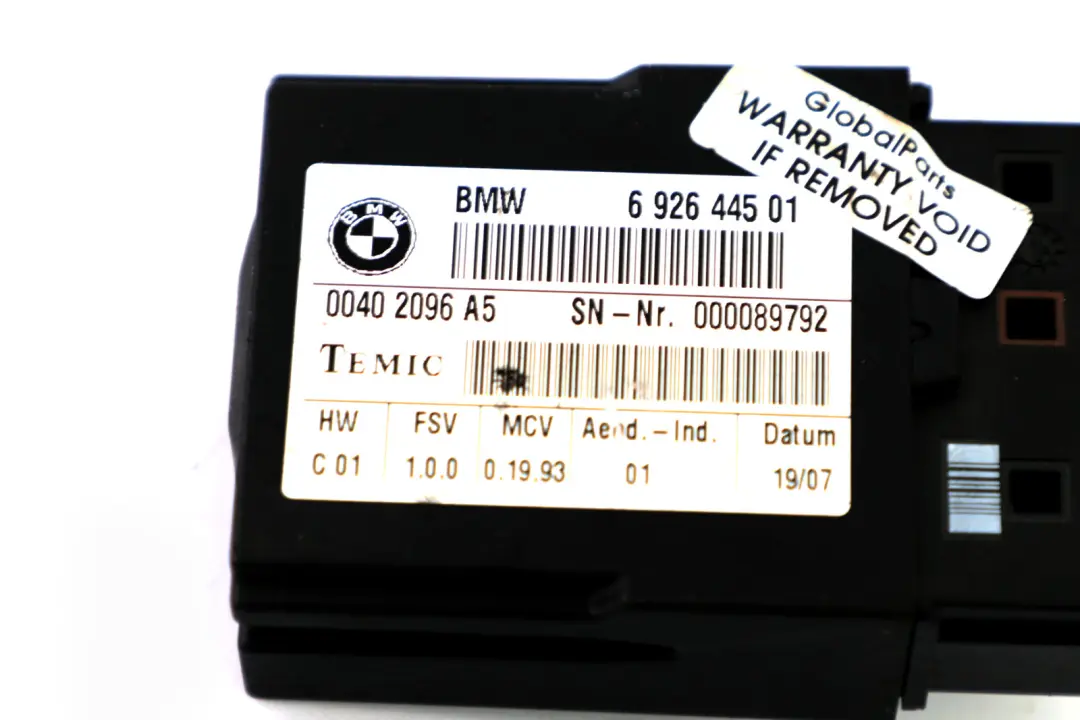 GlobalParts
WARRANTY VOID
IF REMOVED
BMW
BMW 6 926 445 01
0040 2096 A5 SN-Nr. 000089792
TEMIC
HW FSV MCV Aend.-Ind. Datum
C 01 1.0.0 0.19.93 01 19/07